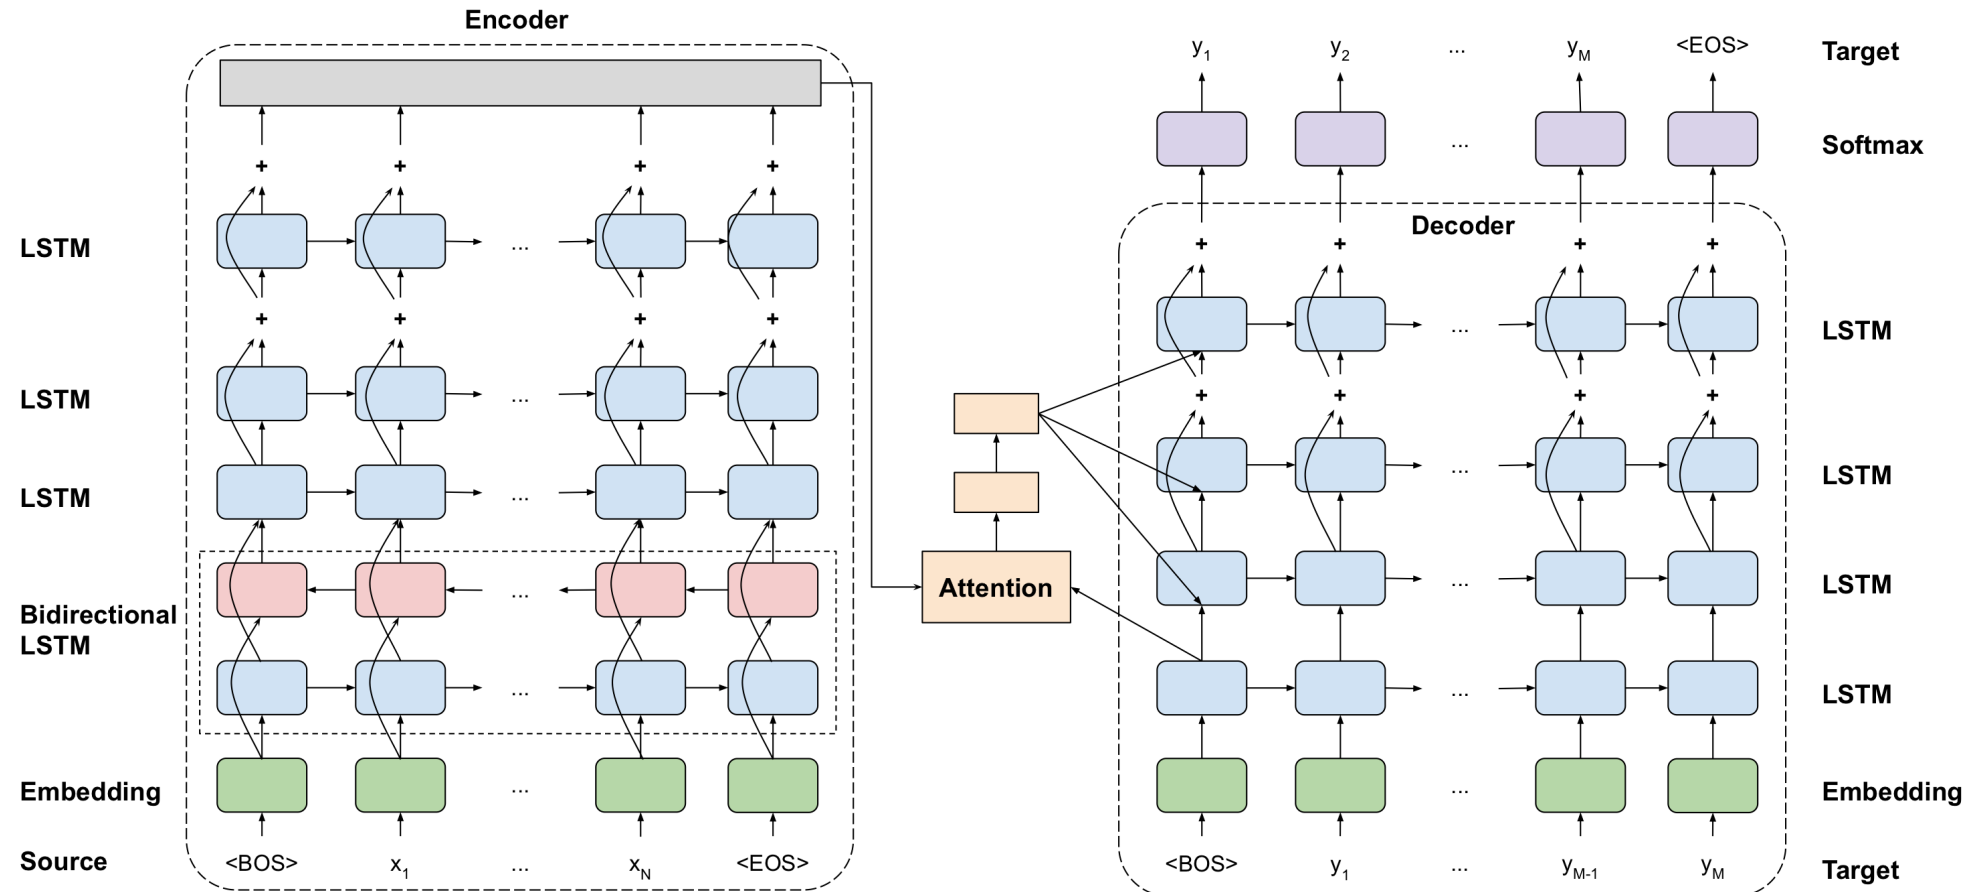 Encoder
y1 y2 ... yM <EOS> Target
... Softmax
+ + + +
Decoder
LSTM ...
+ + + +
+ + + +
... LSTM
LSTM ...
+ + + +
... LSTM
LSTM ...
Attention
... LSTM
Bidirectional
LSTM
...
... ... LSTM
Embedding ... ... Embedding
Source <BOS> x1 ... xN <EOS>
<BOS> y1 ... yM-1 yM Target